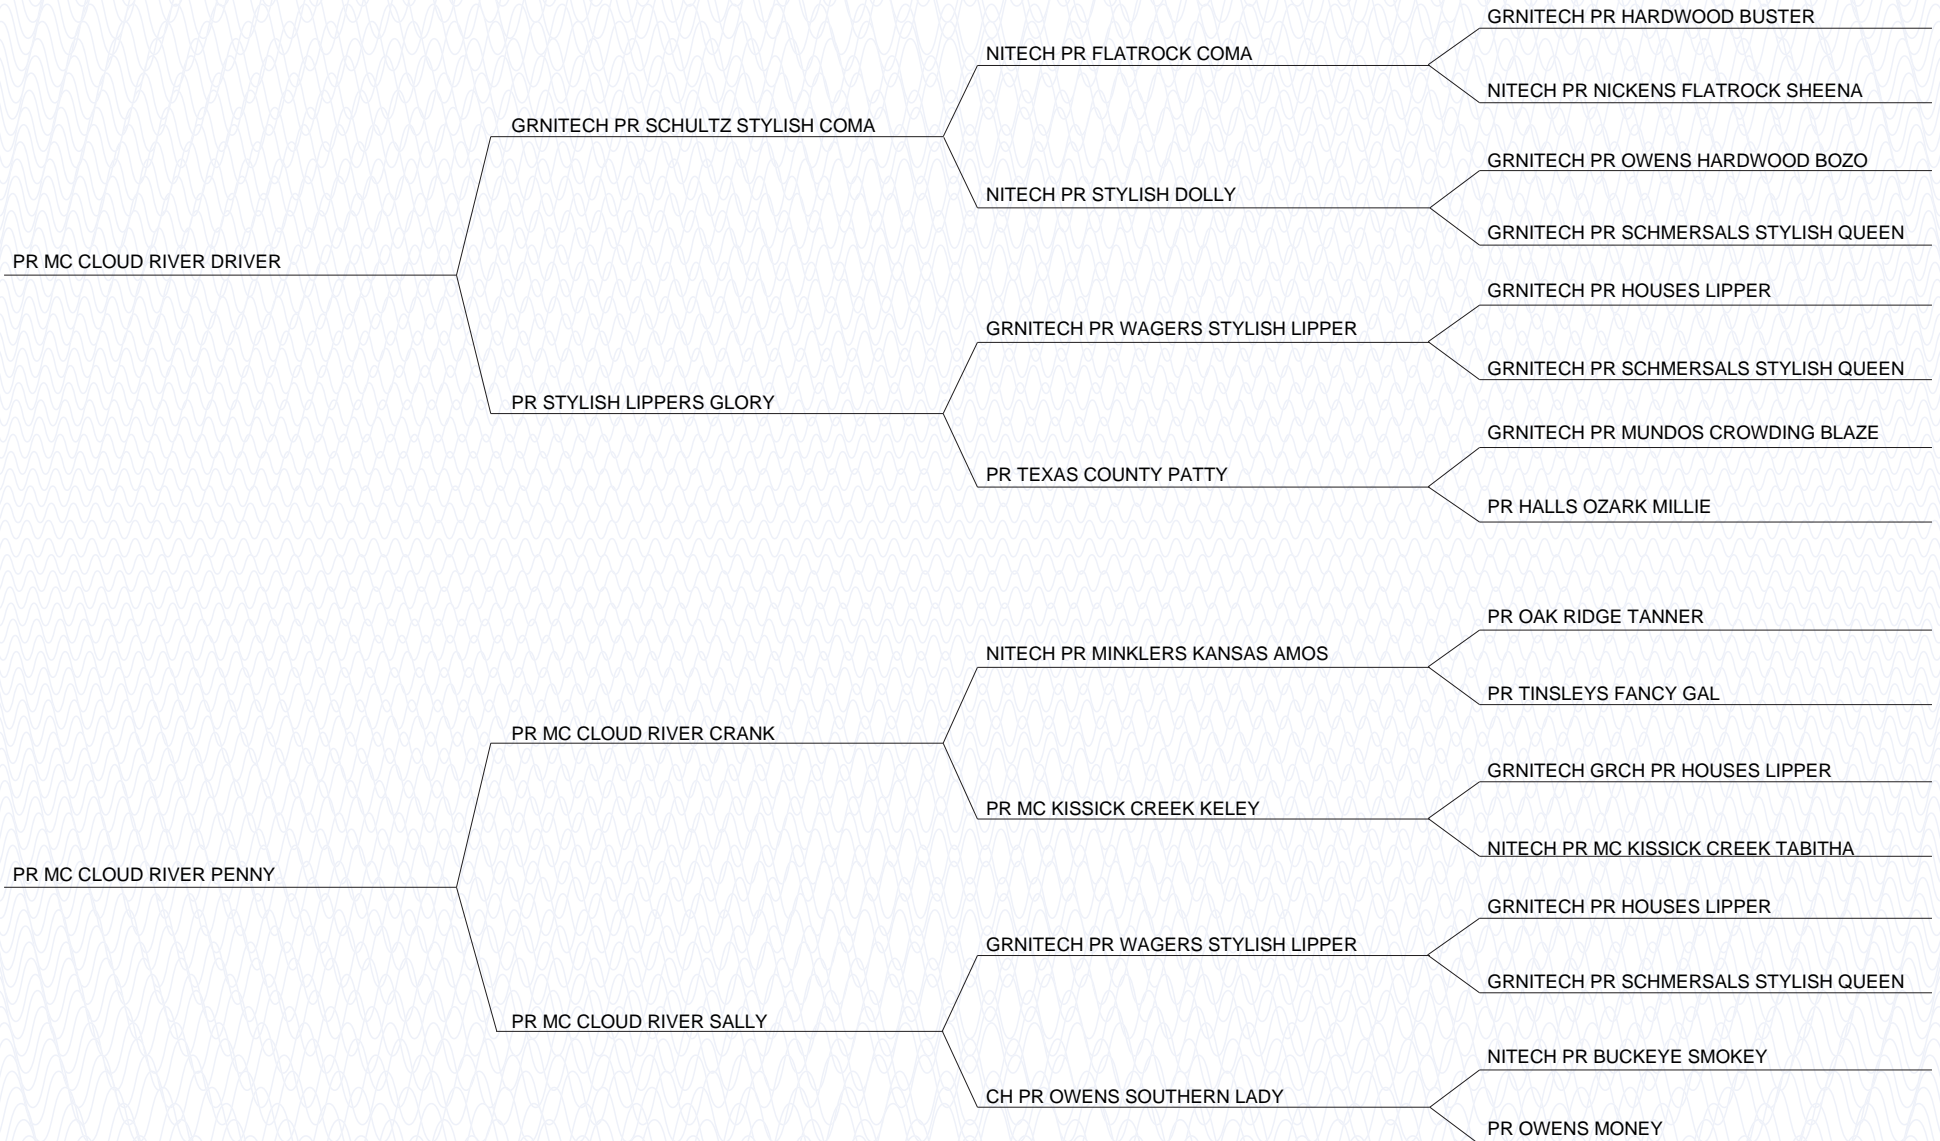 GRNITECH PR HARDWOOD BUSTER
NITECH PR FLATROCK COMA
NITECH PR NICKENS FLATROCK SHEENA
GRNITECH PR SCHULTZ STYLISH COMA
GRNITECH PR OWENS HARDWOOD BOZO
NITECH PR STYLISH DOLLY
GRNITECH PR SCHMERSALS STYLISH QUEEN
PR MC CLOUD RIVER DRIVER
GRNITECH PR HOUSES LIPPER
GRNITECH PR WAGERS STYLISH LIPPER
GRNITECH PR SCHMERSALS STYLISH QUEEN
PR STYLISH LIPPERS GLORY
GRNITECH PR MUNDOS CROWDING BLAZE
PR TEXAS COUNTY PATTY
PR HALLS OZARK MILLIE
PR OAK RIDGE TANNER
NITECH PR MINKLERS KANSAS AMOS
PR TINSLEYS FANCY GAL
PR MC CLOUD RIVER CRANK
GRNITECH GRCH PR HOUSES LIPPER
PR MC KISSICK CREEK KELEY
NITECH PR MC KISSICK CREEK TABITHA
PR MC CLOUD RIVER PENNY
GRNITECH PR HOUSES LIPPER
GRNITECH PR WAGERS STYLISH LIPPER
GRNITECH PR SCHMERSALS STYLISH QUEEN
PR MC CLOUD RIVER SALLY
NITECH PR BUCKEYE SMOKEY
CH PR OWENS SOUTHERN LADY
PR OWENS MONEY